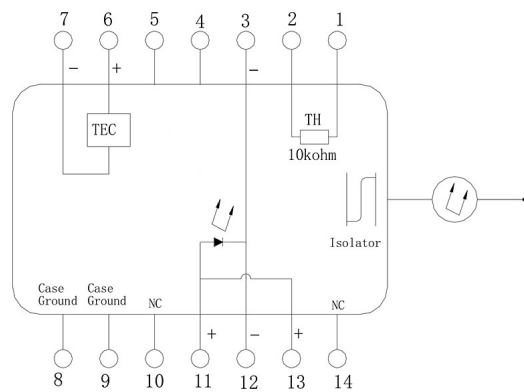 7 6 5 4 3 2 1
- + -
TEC
TH
10kohm
Isolator
Case
Ground
Case
Ground
NC
NC
+ - +
8 9 10 11 12 13 14